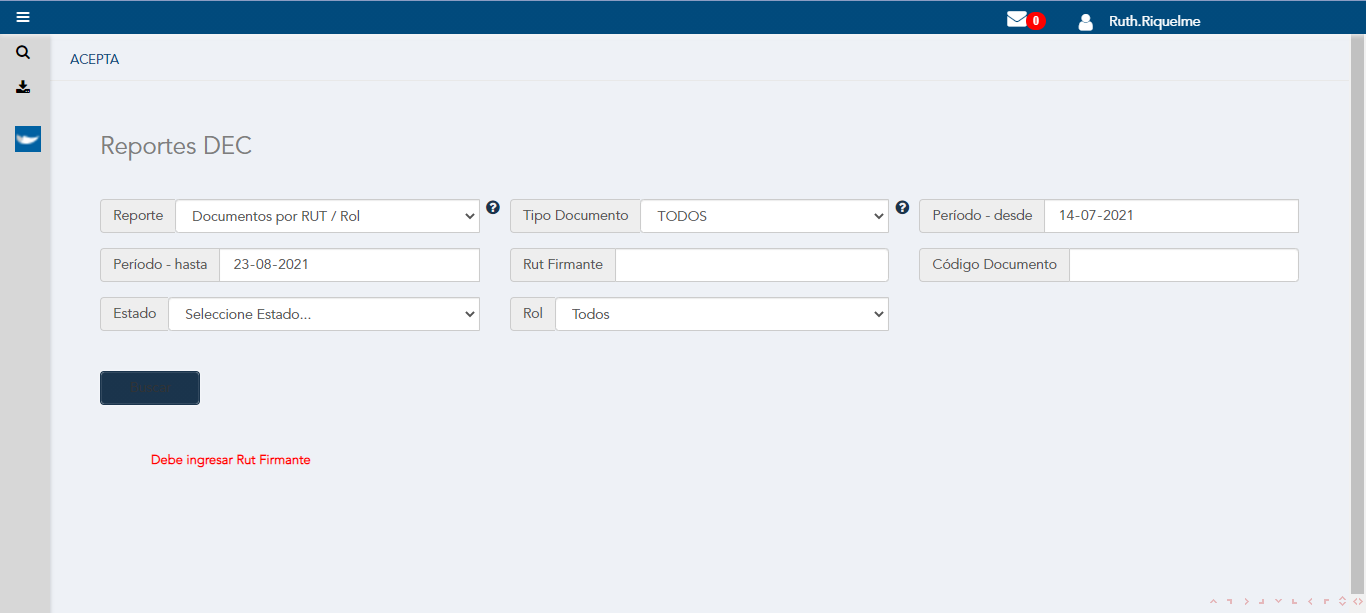 0 Ruth.Riquelme
ACEPTA
Reportes DEC
Reporte Documentos por RUT / Rol Tipo Documento TODOS Período - desde 14-07-2021
Período - hasta 23-08-2021 Rut Firmante Código Documento
Estado Seleccione Estado... Rol Todos
Debe ingresar Rut Firmante